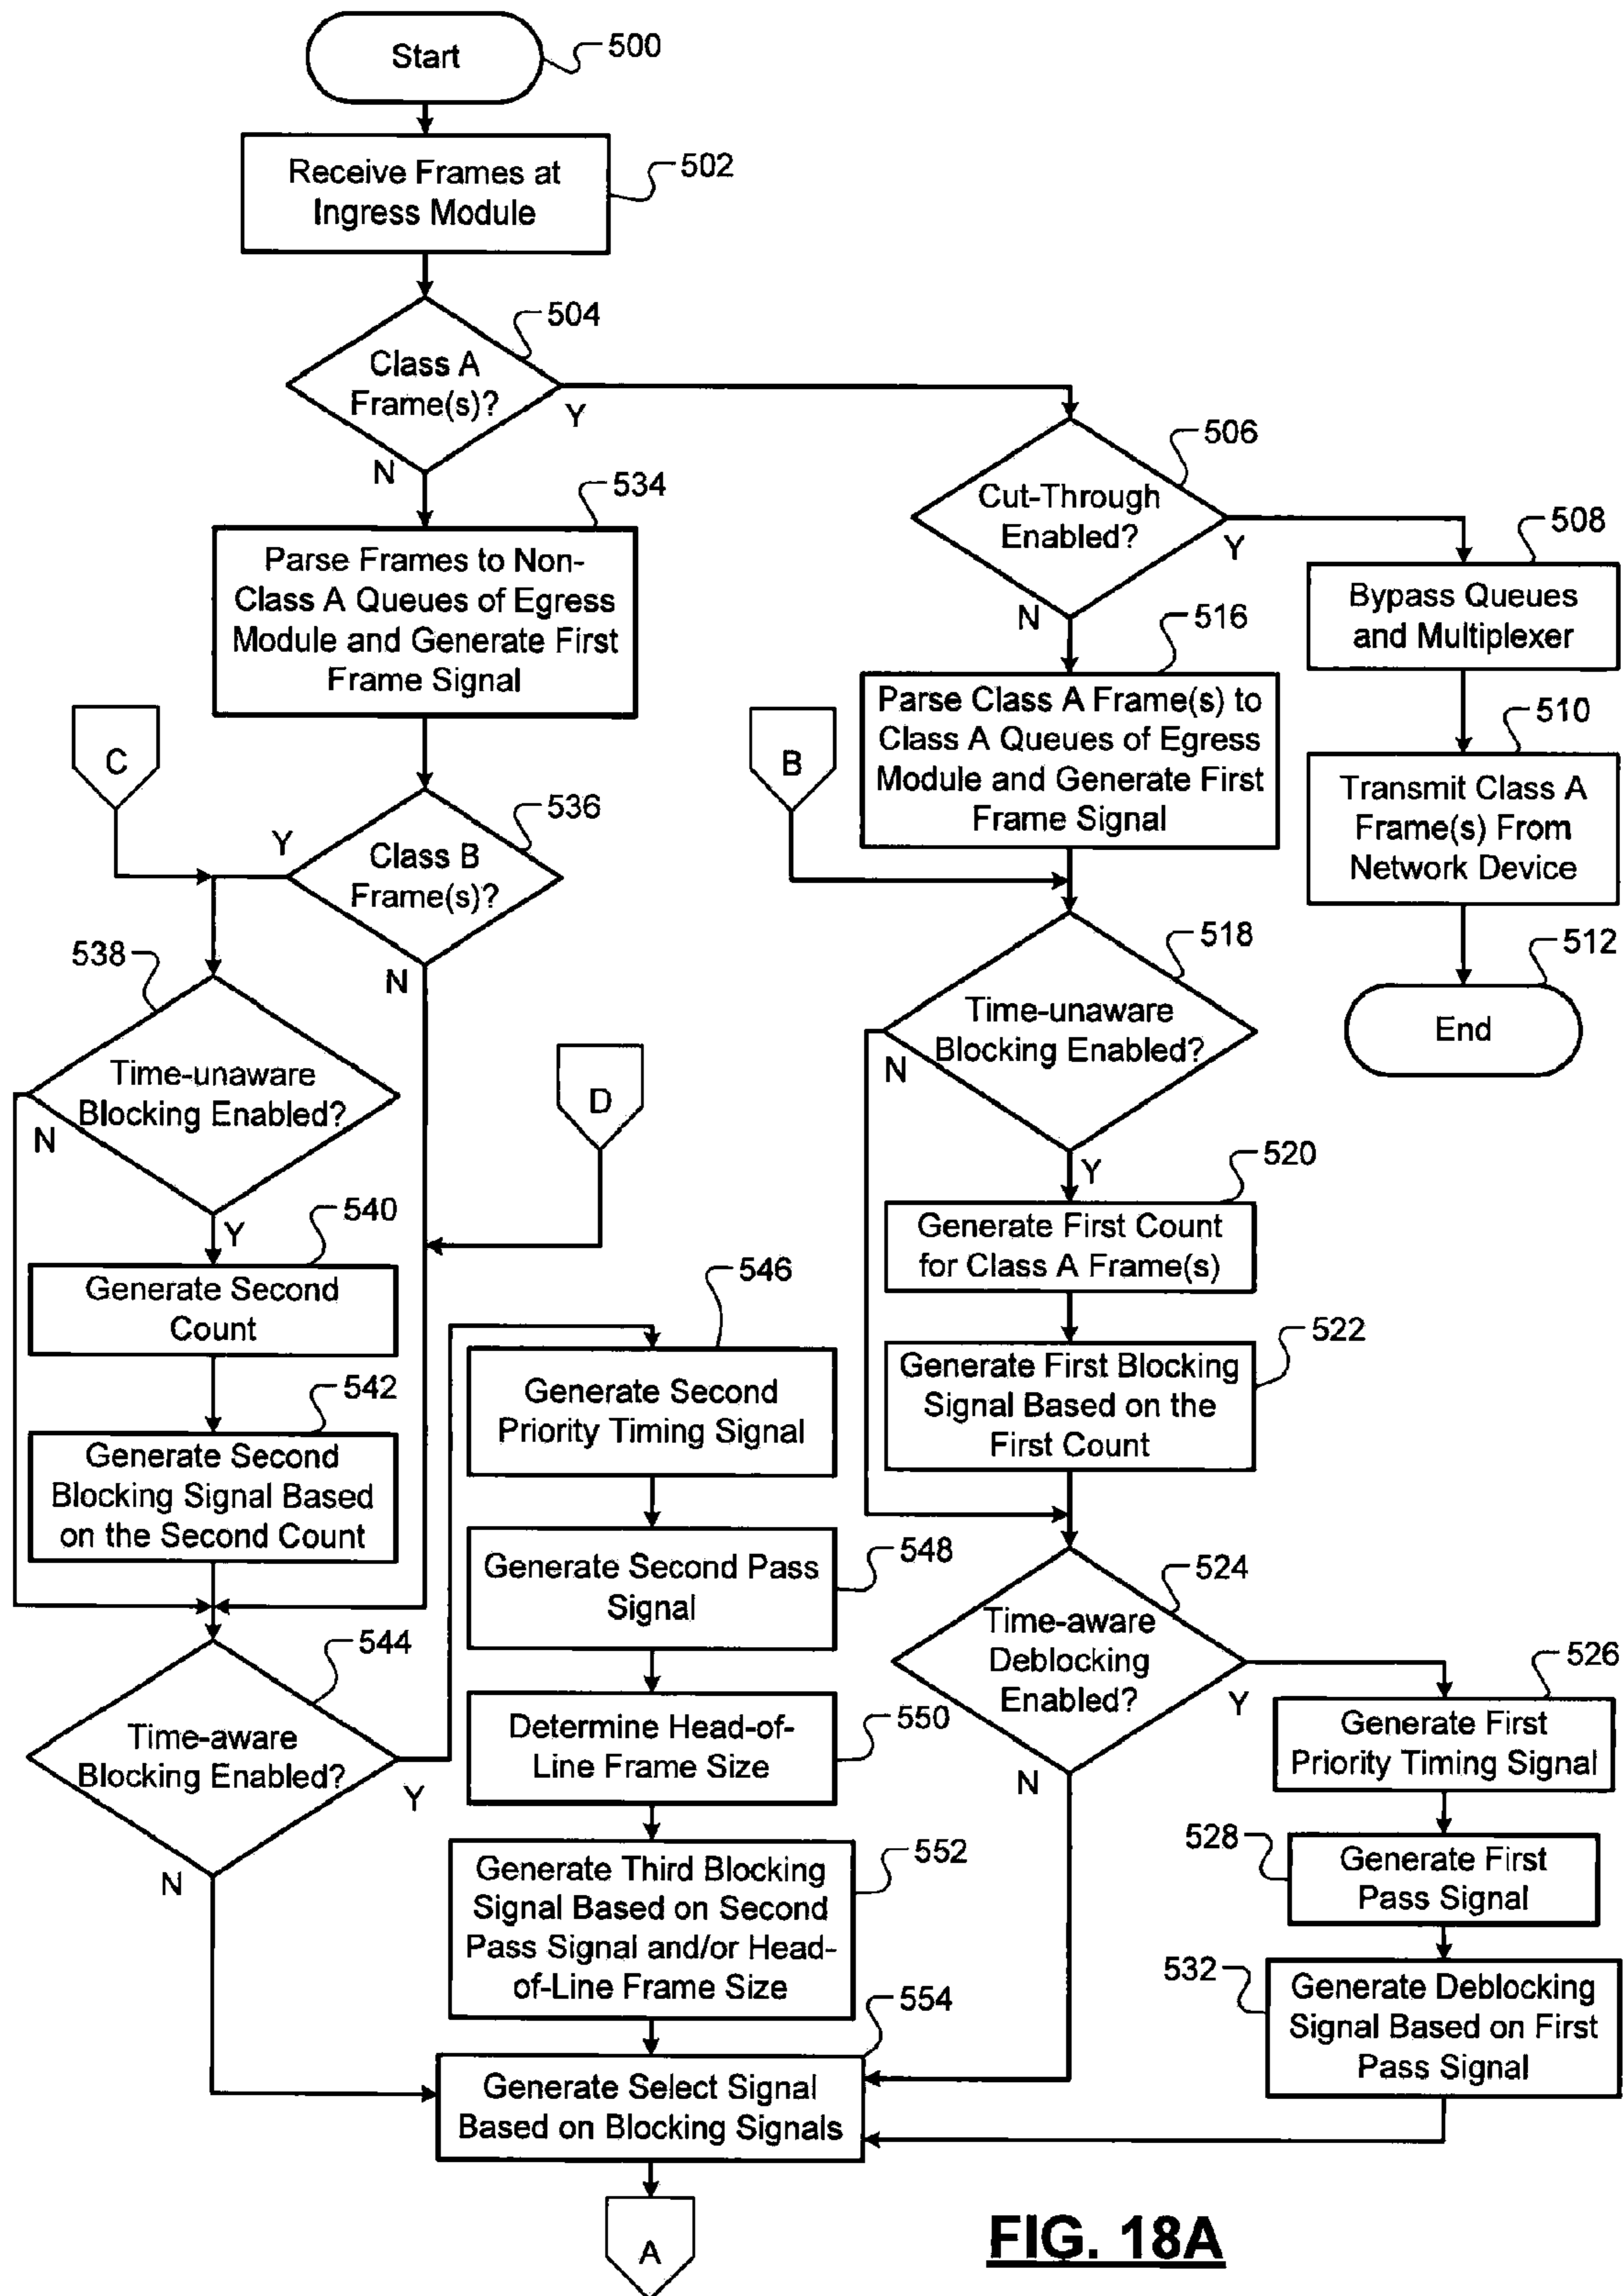 Start
500
Receive Frames at
Ingress Module
502
504
Class A
Frame(s)?
Y
N
506
Cut-Through
Enabled?
Y
N
508
Bypass Queues
and Multiplexer
510
Transmit Class A
Frame(s) From
Network Device
512
End
534
Parse Frames to Non-
Class A Queues of Egress
Module and Generate First
Frame Signal
516
Parse Class A Frame(s) to
Class A Queues of Egress
Module and Generate First
Frame Signal
C
B
536
Class B
Frame(s)?
Y
N
538
Time-unaware
Blocking Enabled?
N
Y
D
518
Time-unaware
Blocking Enabled?
N
Y
520
Generate First Count
for Class A Frame(s)
522
Generate First Blocking
Signal Based on the
First Count
540
Generate Second
Count
542
Generate Second
Blocking Signal Based
on the Second Count
544
Time-aware
Blocking Enabled?
Y
N
546
Generate Second
Priority Timing Signal
548
Generate Second Pass
Signal
550
Determine Head-of-
Line Frame Size
552
Generate Third Blocking
Signal Based on Second
Pass Signal and/or Head-
of-Line Frame Size
524
Time-aware
Deblocking
Enabled?
Y
N
526
Generate First
Priority Timing Signal
528
Generate First
Pass Signal
532
Generate Deblocking
Signal Based on First
Pass Signal
554
Generate Select Signal
Based on Blocking Signals
A
FIG. 18A